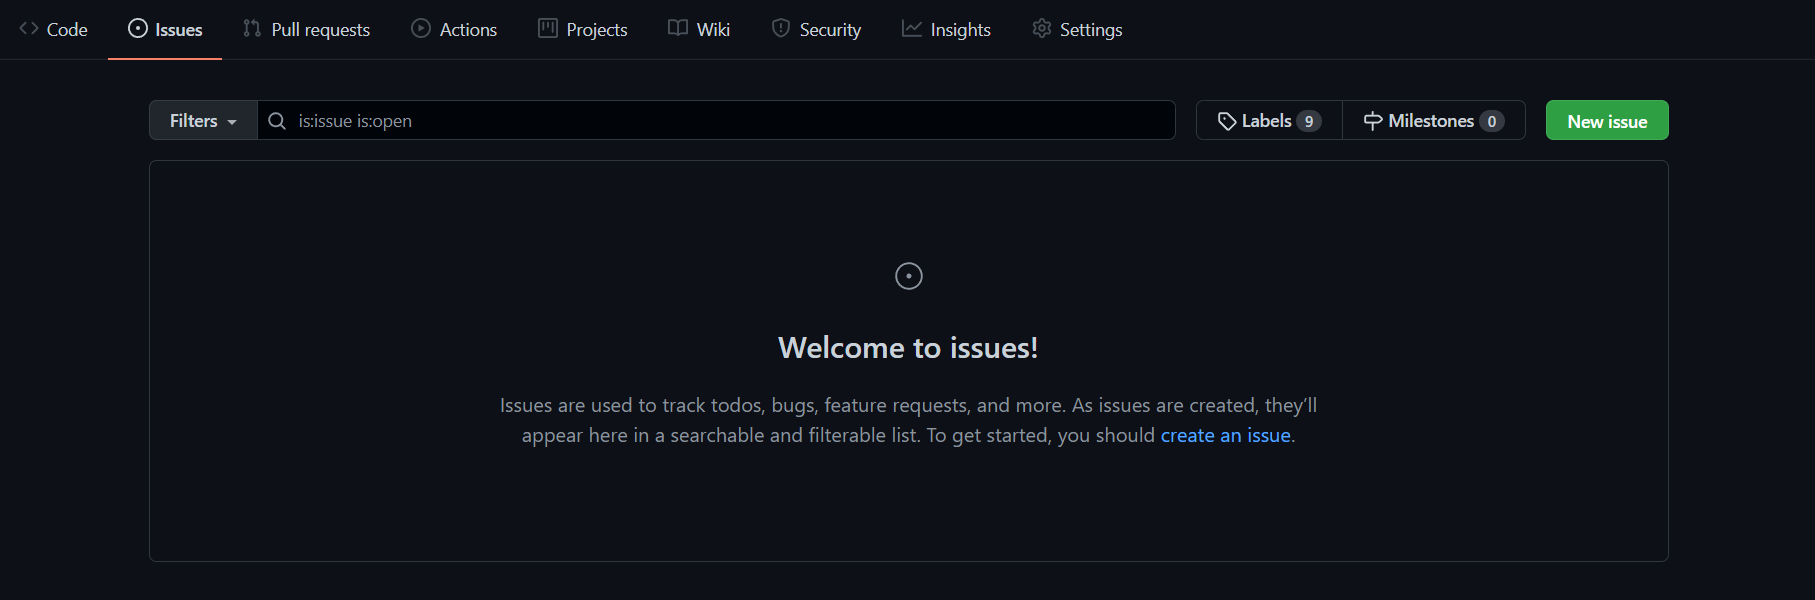 Code Issues Pull requests Actions Projects Wiki Security Insights Settings
Filters is:issue is:open Labels 9 Milestones 0 New issue
Welcome to issues!
Issues are used to track todos, bugs, feature requests, and more. As issues are created, they’ll
appear here in a searchable and filterable list. To get started, you should create an issue.